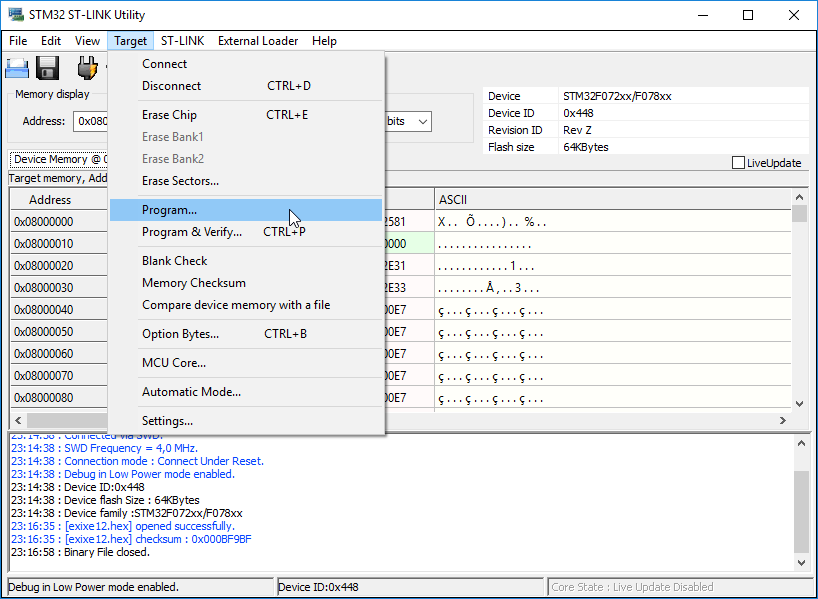 STM32 ST-LINK Utility
File Edit View Target ST-LINK External Loader Help
Connect
Disconnect CTRL+D
Erase Chip CTRL+E
Erase Bank1
Erase Bank2
Erase Sectors...
Program...
Program & Verify... CTRL+P
Blank Check
Memory Checksum
Compare device memory with a file
Option Bytes... CTRL+B
MCU Core...
Automatic Mode...
Settings...
Memory display
Address: 0x080 bits
Device STM32F072xx/F078xx
Device ID 0x448
Revision ID Rev Z
Flash size 64KBytes
LiveUpdate
Device Memory @ 0
Target memory, Add
Address ASCII
0x08000000 2581 X.. Õ....)..%..
0x08000010 0000 ................
0x08000020 2E31 ............1...
0x08000030 2E33 ........Å,..3...
0x08000040 00E7 ç...ç...ç...ç...
0x08000050 00E7 ç...ç...ç...ç...
0x08000060 00E7 ç...ç...ç...ç...
0x08000070 00E7 ç...ç...ç...ç...
0x08000080 00E7 ç...ç...ç...ç...
23:14:38 : Connected via SWD.
23:14:38 : SWD Frequency = 4,0 MHz.
23:14:38 : Connection mode : Connect Under Reset.
23:14:38 : Debug in Low Power mode enabled.
23:14:38 : Device ID:0x448
23:14:38 : Device flash Size : 64KBytes
23:14:38 : Device family :STM32F072xx/F078xx
23:16:35 : [exixe12.hex] opened successfully.
23:16:35 : [exixe12.hex] checksum : 0x000BF9BF
23:16:58 : Binary File closed.
Debug in Low Power mode enabled. Device ID:0x448 Core State : Live Update Disabled